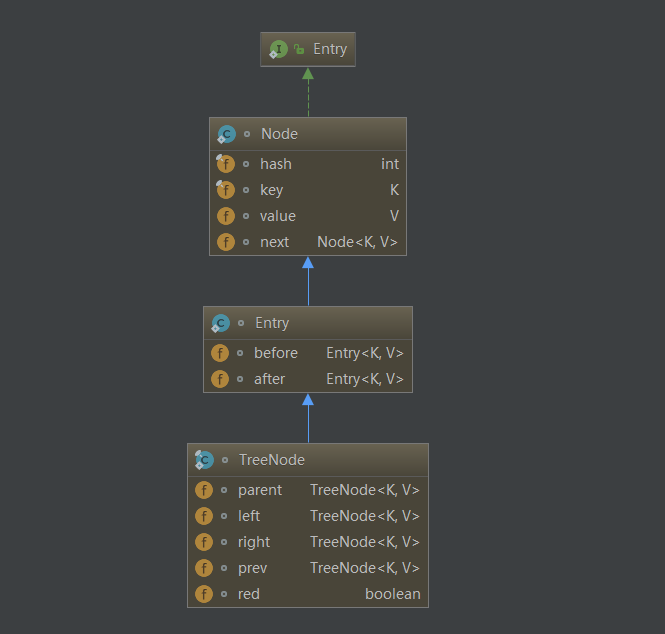 Entry
Node
hash int
key K
value V
next Node<K, V>
Entry
before Entry<K, V>
after Entry<K, V>
TreeNode
parent TreeNode<K, V>
left TreeNode<K, V>
right TreeNode<K, V>
prev TreeNode<K, V>
red boolean